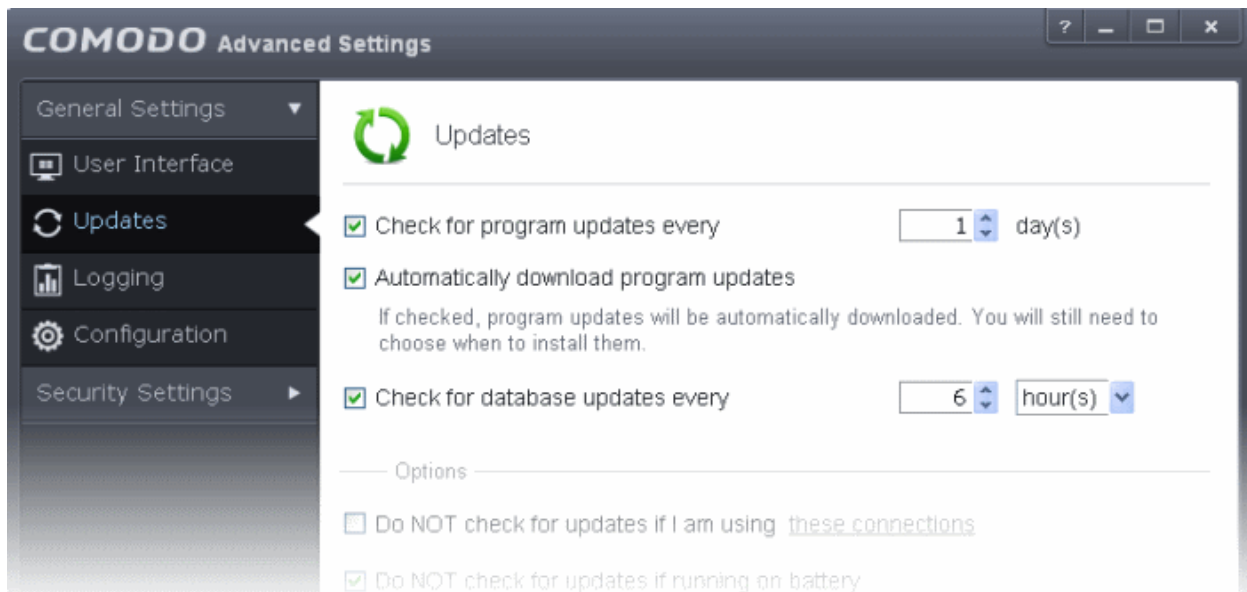 COMODO Advanced Settings
?
General Settings
User Interface
Updates
Logging
Configuration
Security Settings
Updates
Check for program updates every 1 day(s)
Automatically download program updates
If checked, program updates will be automatically downloaded. You will still need to
choose when to install them.
Check for database updates every 6 hour(s)
Options
Do NOT check for updates if I am using these connections
Do NOT check for updates if running on battery